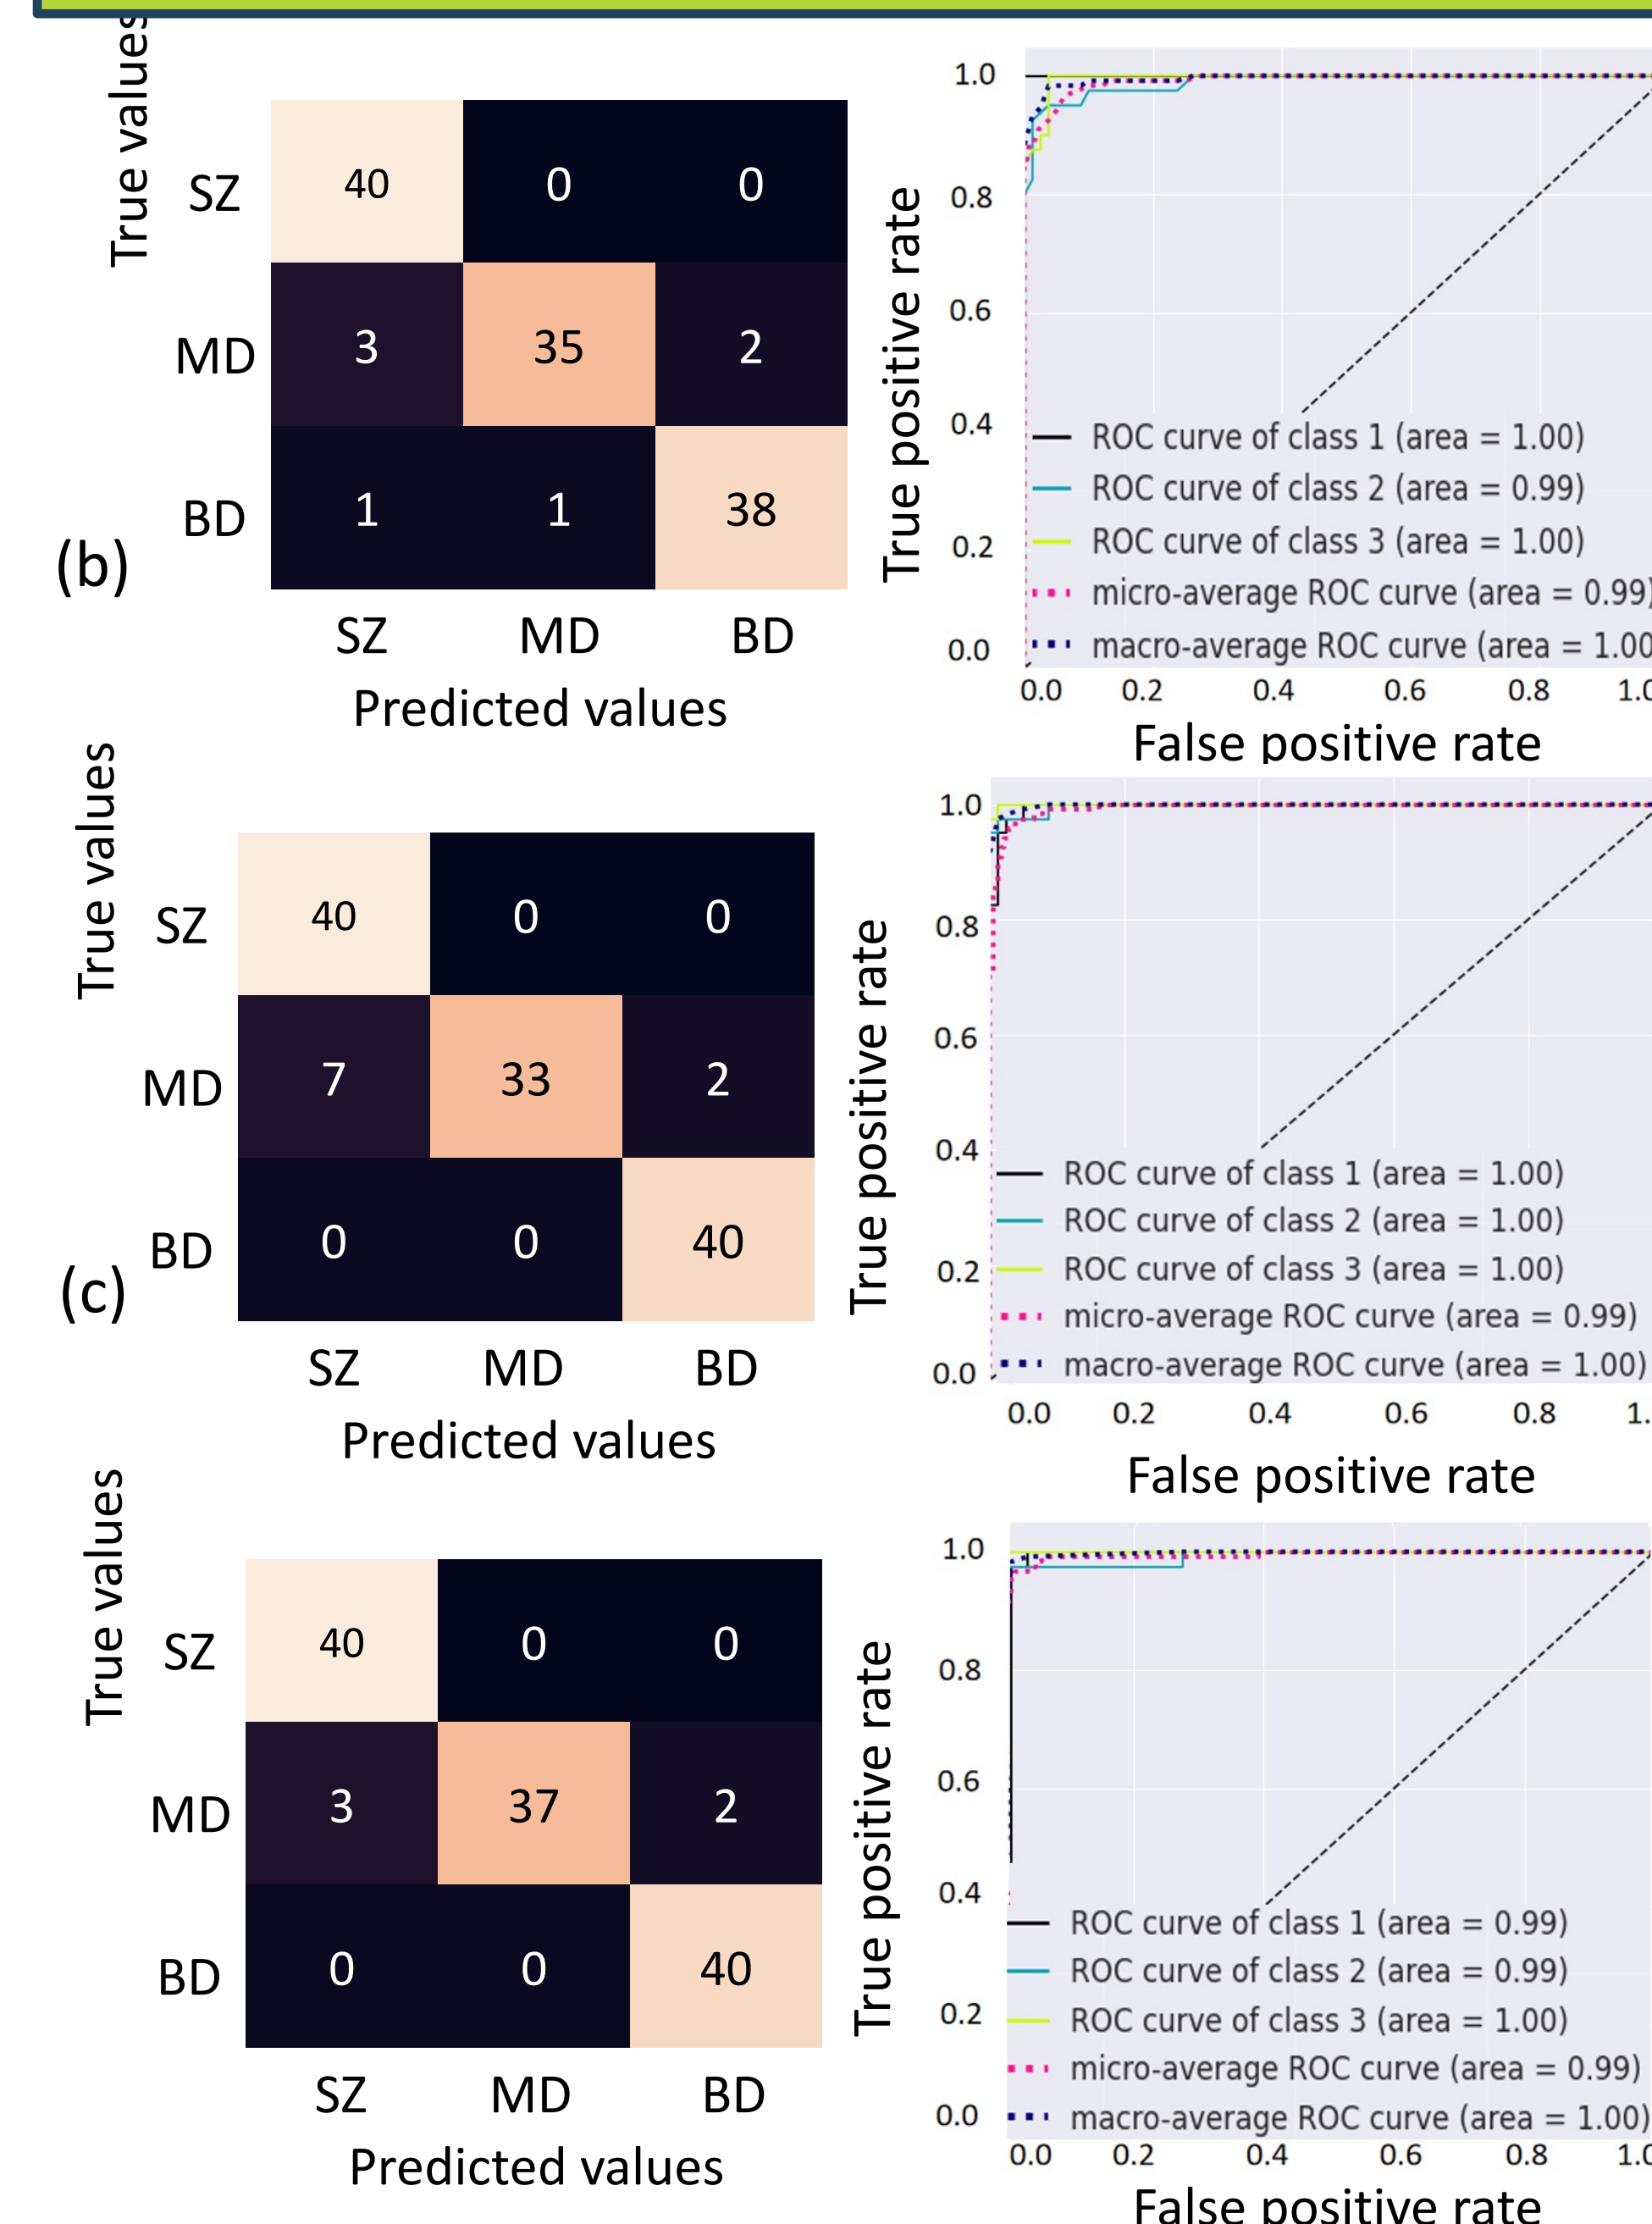 True values
SZ 40 0 0
MD 3 35 2
BD 1 1 38
(b)
SZ MD BD
Predicted values
True positive rate
1.0
0.8
0.6
0.4
0.2
0.0
ROC curve of class 1 (area = 1.00)
ROC curve of class 2 (area = 0.99)
ROC curve of class 3 (area = 1.00)
micro-average ROC curve (area = 0.99)
macro-average ROC curve (area = 1.00
0.0 0.2 0.4 0.6 0.8 1.0
False positive rate
True values
SZ 40 0 0
MD 7 33 2
BD 0 0 40
(c)
SZ MD BD
Predicted values
True positive rate
1.0
0.8
0.6
0.4
0.2
0.0
ROC curve of class 1 (area = 1.00)
ROC curve of class 2 (area = 1.00)
ROC curve of class 3 (area = 1.00)
micro-average ROC curve (area = 0.99)
macro-average ROC curve (area = 1.00)
0.0 0.2 0.4 0.6 0.8 1.
False positive rate
True values
SZ 40 0 0
MD 3 37 2
BD 0 0 40
SZ MD BD
Predicted values
True positive rate
1.0
0.8
0.6
0.4
0.2
0.0
ROC curve of class 1 (area = 0.99)
ROC curve of class 2 (area = 0.99)
ROC curve of class 3 (area = 1.00)
micro-average ROC curve (area = 0.99)
macro-average ROC curve (area = 1.00)
0.0 0.2 0.4 0.6 0.8 1.0
False positive rate